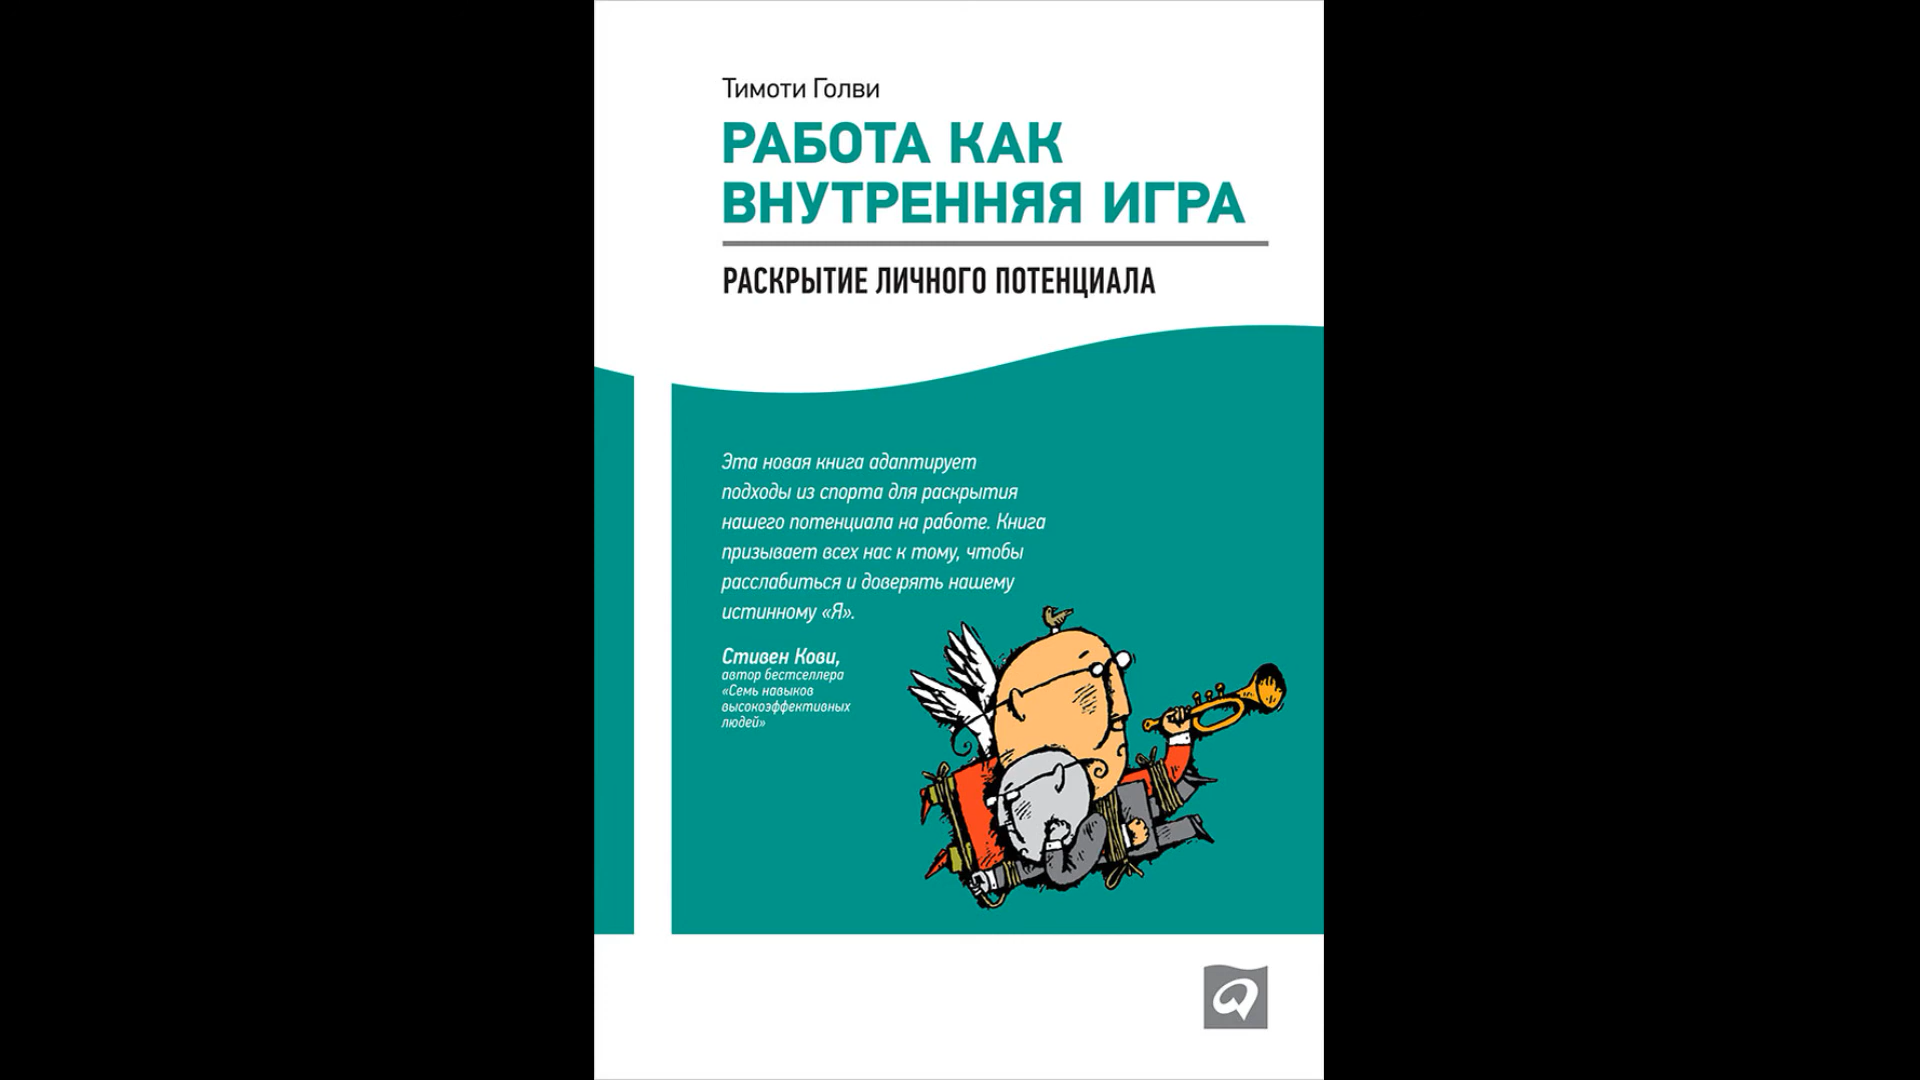 Тимоти Голви
РАБОТА КАК
ВНУТРЕННЯЯ ИГРА
РАСКРЫТИЕ ЛИЧНОГО ПОТЕНЦИАЛА
Эта новая книга адаптирует
подходы из спорта для раскрытия
нашего потенциала на работе. Книга
призывает всех нас к тому, чтобы
расслабиться и доверять нашему
истинному «Я».
Стивен Кови,
автор бестселлера
«Семь навыков
высокоэффективных
людей»